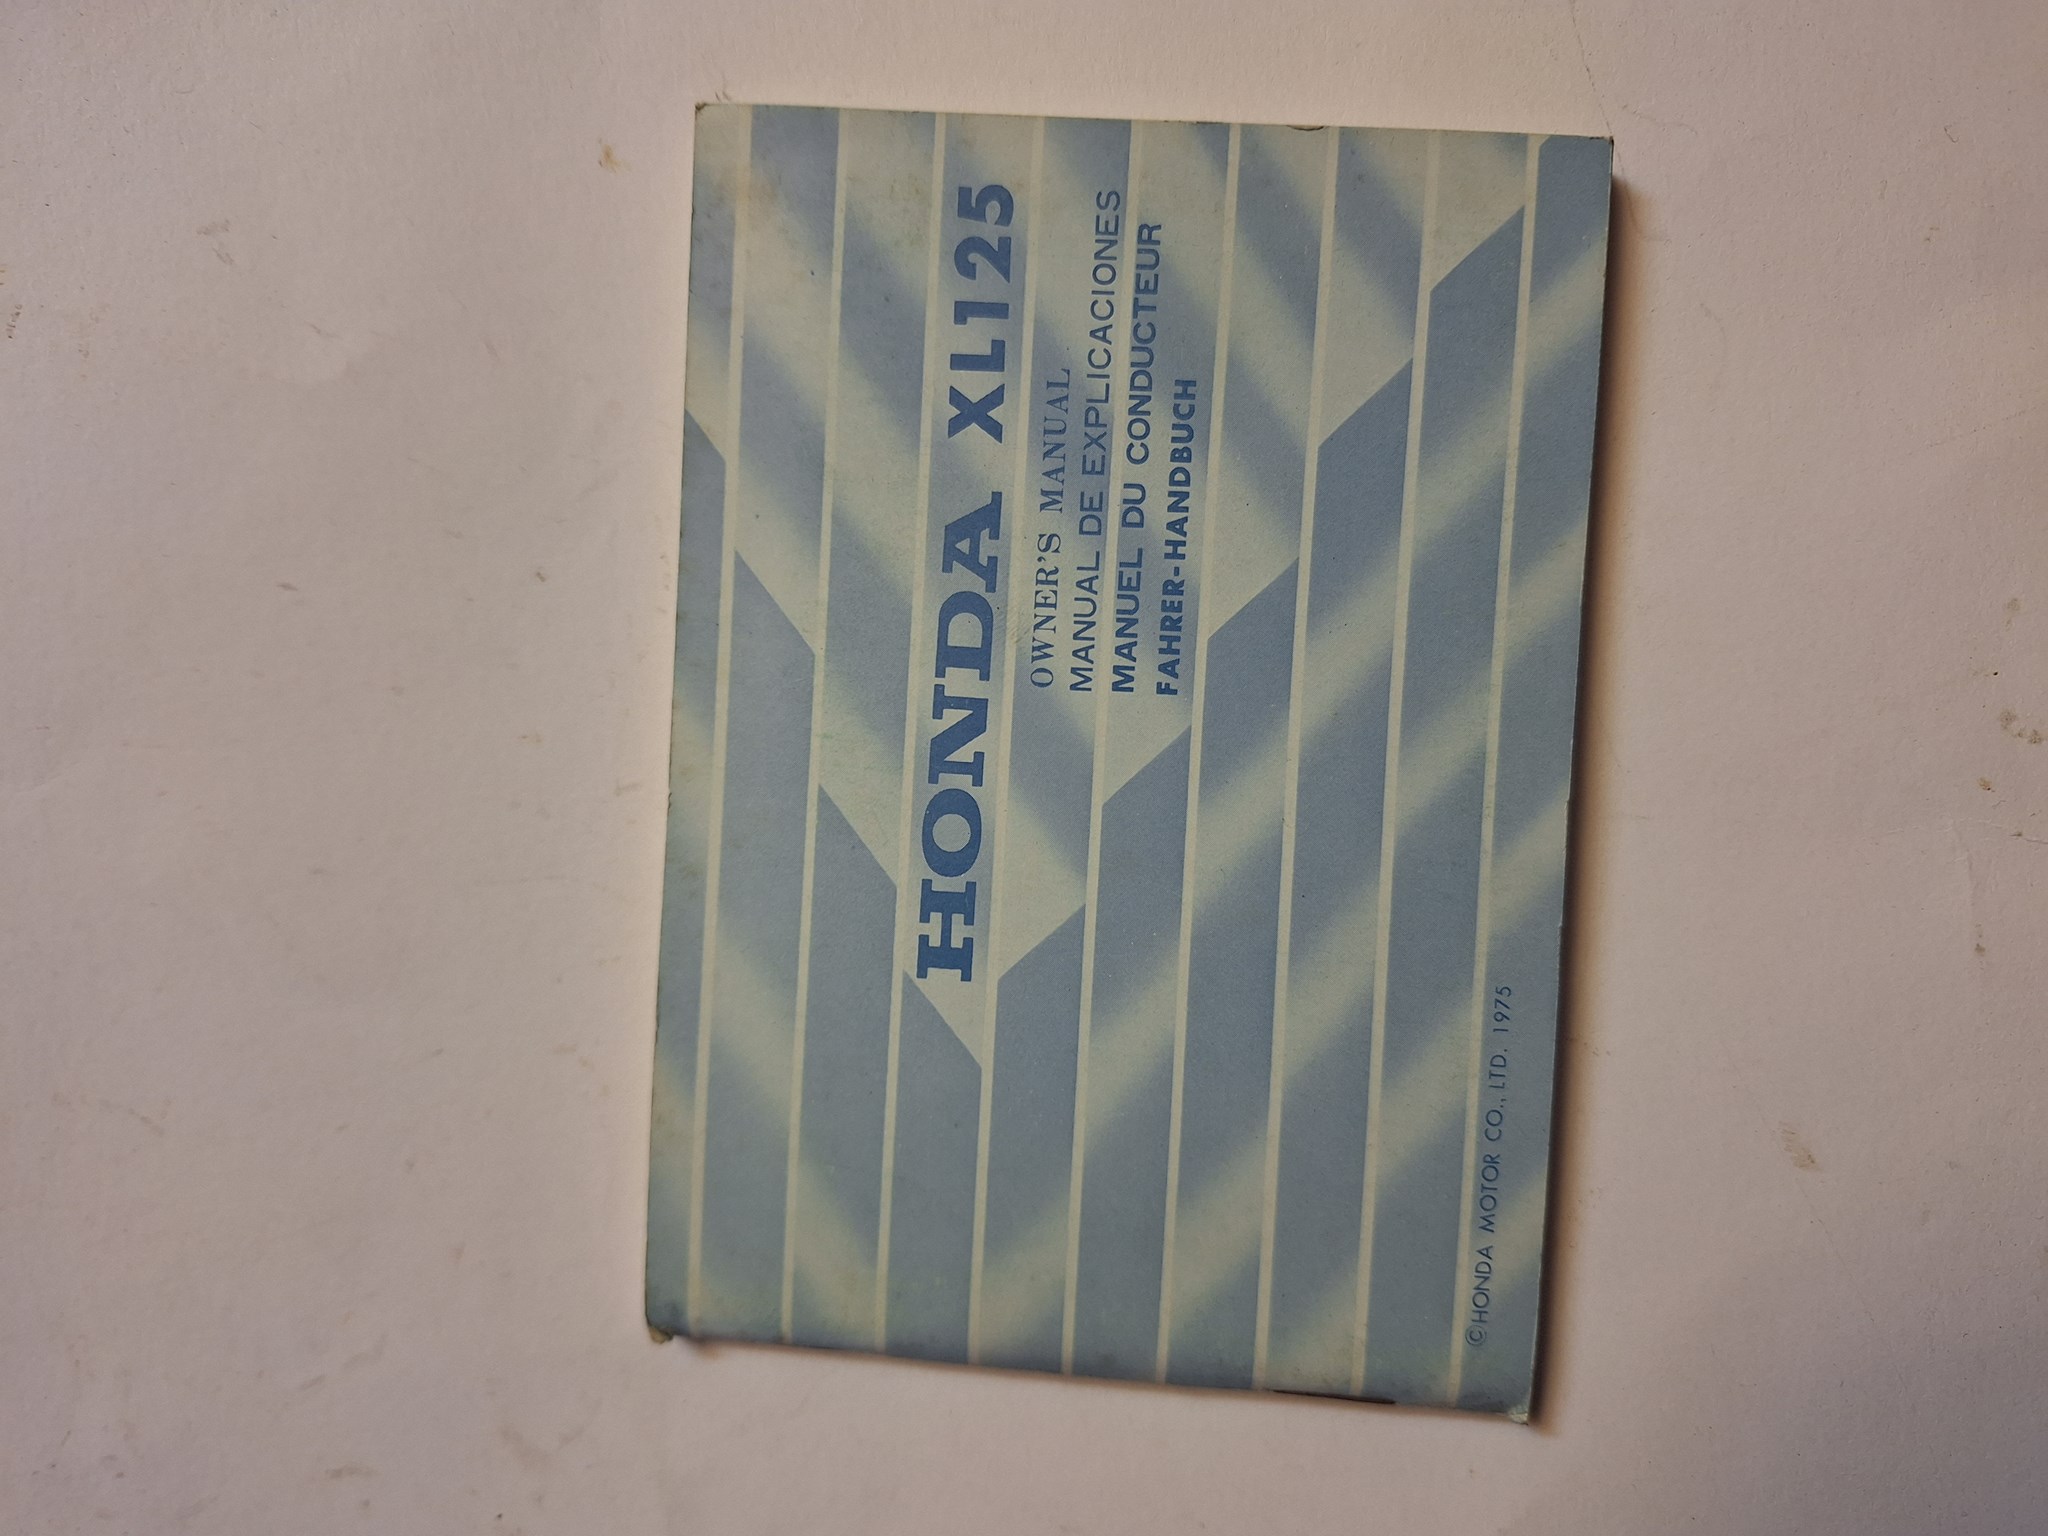 HONDA XL125
OWNER'S MANUAL
MANUAL DE EXPLICACIONES
MANUEL DU CONDUCTEUR
FAHRER-HANDBUCH
©HONDA MOTOR CO., LTD. 1975